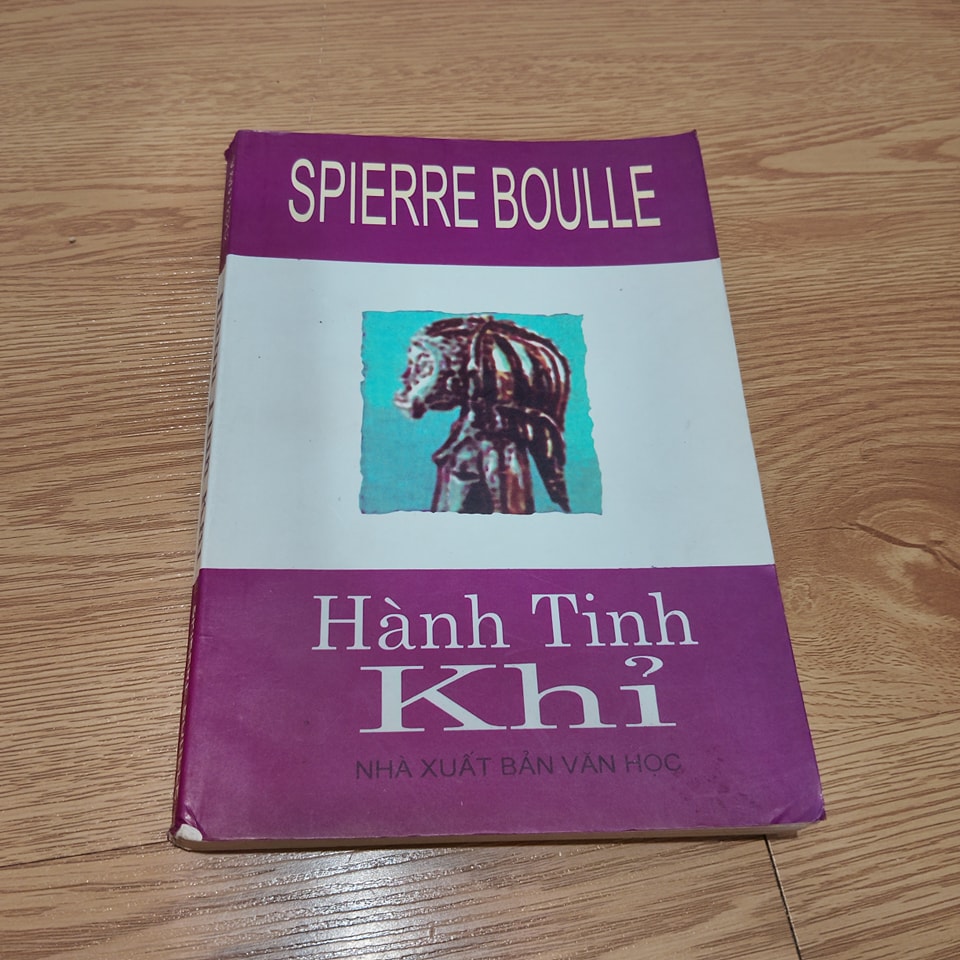 SPIERRE BOULLE
Hành Tinh
Khỉ
NHÀ XUẤT BẢN VĂN HỌC